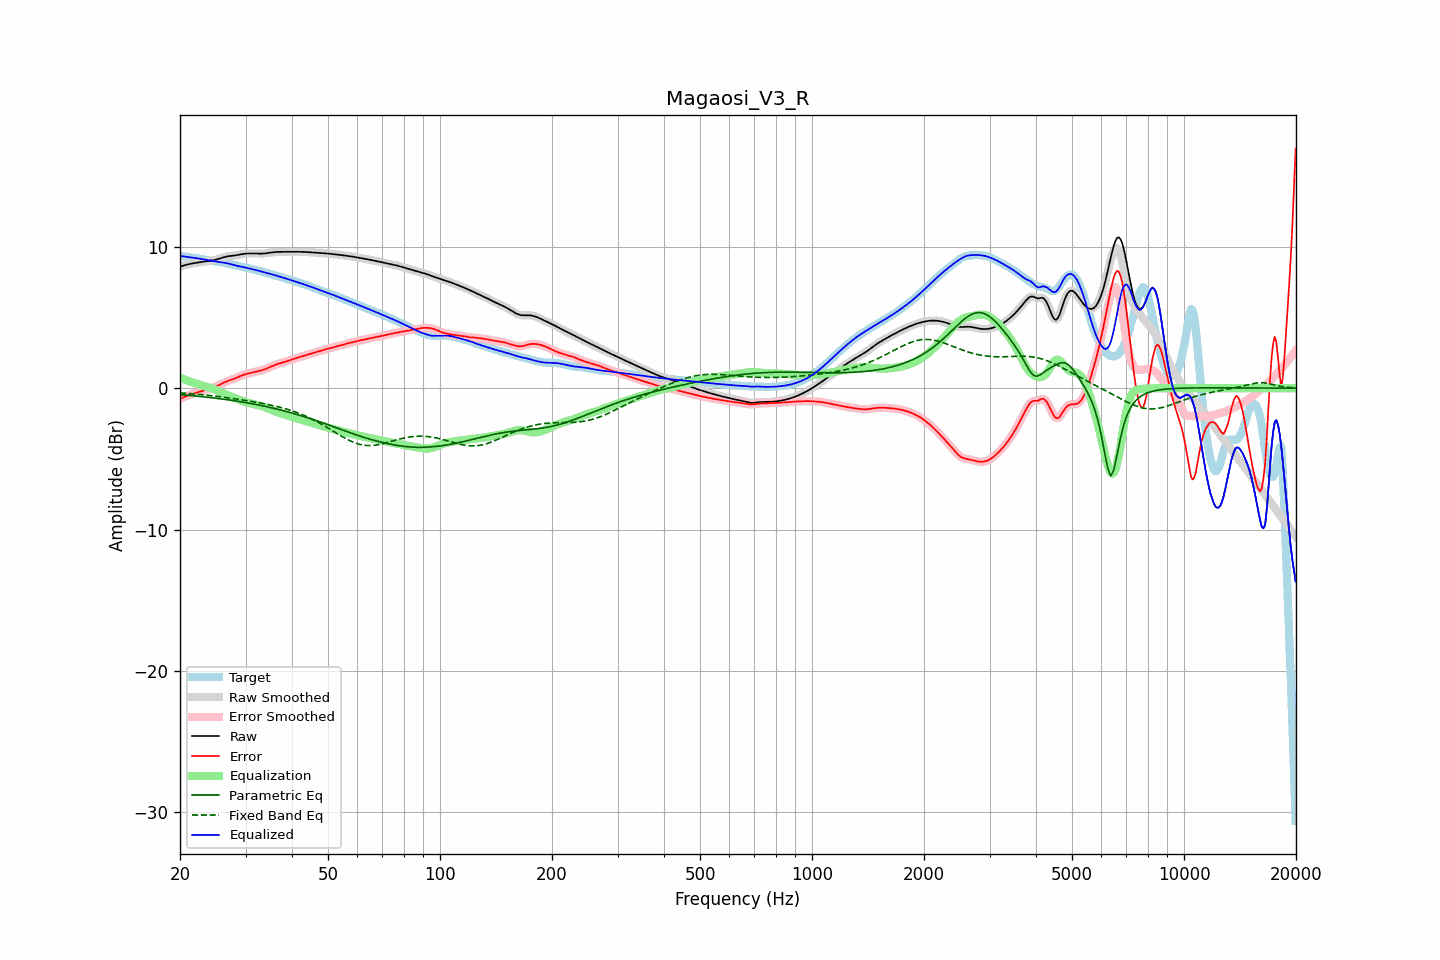 Magaosi_V3_R
Amplitude (dBr)
10
0
−10
−20
−30
Target
Raw Smoothed
Error Smoothed
Raw
Error
Equalization
Parametric Eq
Fixed Band Eq
Equalized
20 50 100 200 500 1000 2000 5000 10000 20000
Frequency (Hz)